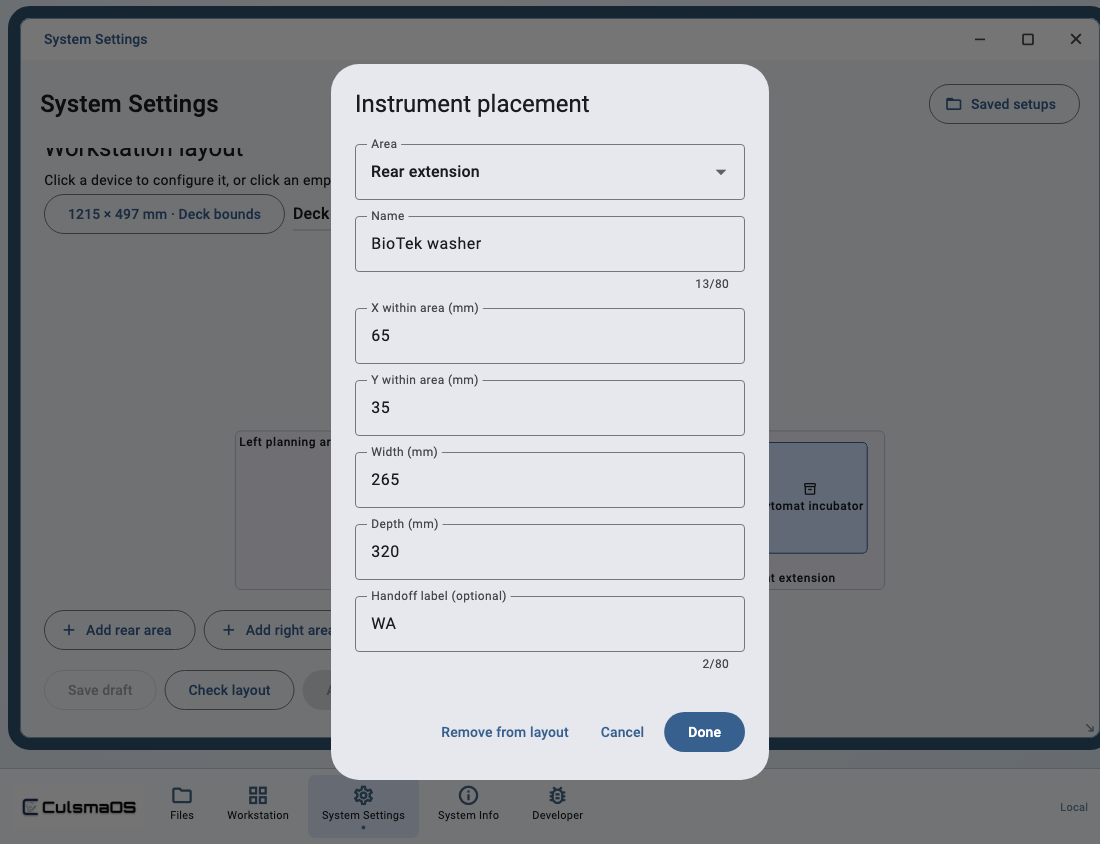 System Settings
System Settings
Saved setups
Workstation layout
Click a device to configure it, or click an emp
1215 × 497 mm · Deck bounds
Deck
Instrument placement
Area
Rear extension
Name
BioTek washer
13/80
X within area (mm)
65
Y within area (mm)
35
Width (mm)
265
Depth (mm)
320
Handoff label (optional)
WA
2/80
Remove from layout
Cancel
Done
Left planning ar
tomat incubator
t extension
Add rear area
Add right area
Save draft
Check layout
CulsmaOS
Files
Workstation
System Settings
System Info
Developer
Local